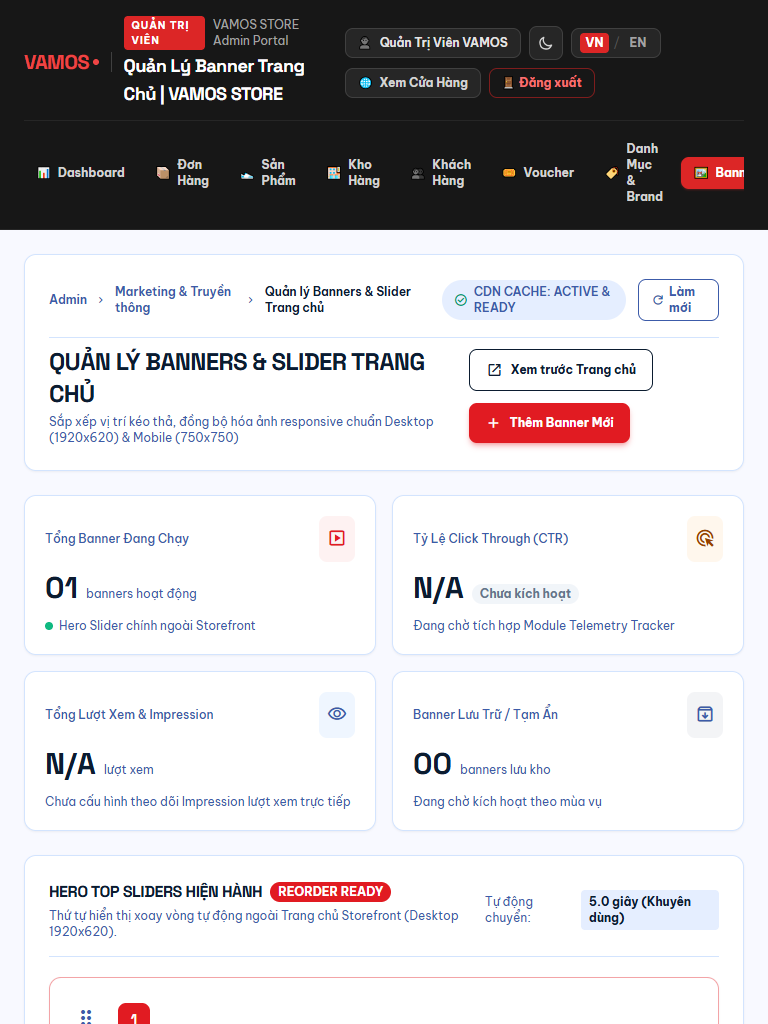 VAMOS
QUẢN TRỊ VIÊN
VAMOS STORE Admin Portal
Quản Lý Banner Trang Chủ | VAMOS STORE
Quản Trị Viên VAMOS
VN / EN
Xem Cửa Hàng
Đăng xuất
Dashboard
Đơn Hàng
Sản Phẩm
Kho Hàng
Khách Hàng
Voucher
Danh Mục & Brand
Admin › Marketing & Truyền thông › Quản lý Banners & Slider Trang chủ
CDN CACHE: ACTIVE & READY
Làm mới
QUẢN LÝ BANNERS & SLIDER TRANG CHỦ
Sắp xếp vị trí kéo thả, đồng bộ hóa ảnh responsive chuẩn Desktop
(1920x620) & Mobile (750x750)
Xem trước Trang chủ
Thêm Banner Mới
Tổng Banner Đang Chạy
01 banners hoạt động
Hero Slider chính ngoài Storefront
Tỷ Lệ Click Through (CTR)
N/A Chưa kích hoạt
Đang chờ tích hợp Module Telemetry Tracker
Tổng Lượt Xem & Impression
N/A lượt xem
Chưa cấu hình theo dõi Impression lượt xem trực tiếp
Banner Lưu Trữ / Tạm Ẩn
00 banners lưu kho
Đang chờ kích hoạt theo mùa vụ
HERO TOP SLIDERS HIỆN HÀNH REORDER READY
Thứ tự hiển thị xoay vòng tự động ngoài Trang chủ Storefront (Desktop
1920x620).
Tự động chuyển:
5.0 giây (Khuyên dùng)
1